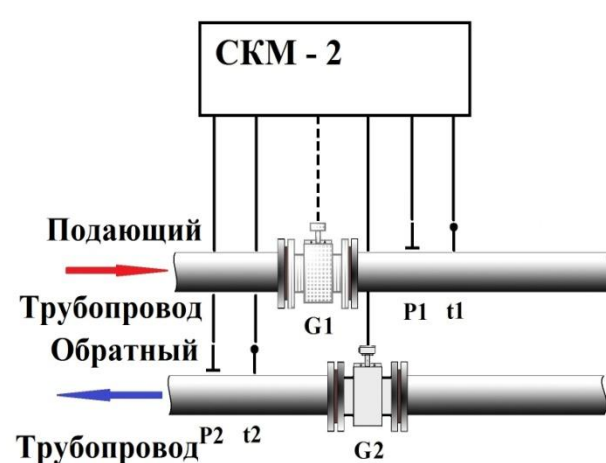 СКМ - 2
Подающий
Трубопровод
G1
P1
t1
Обратный
Трубопровод
P2
t2
G2